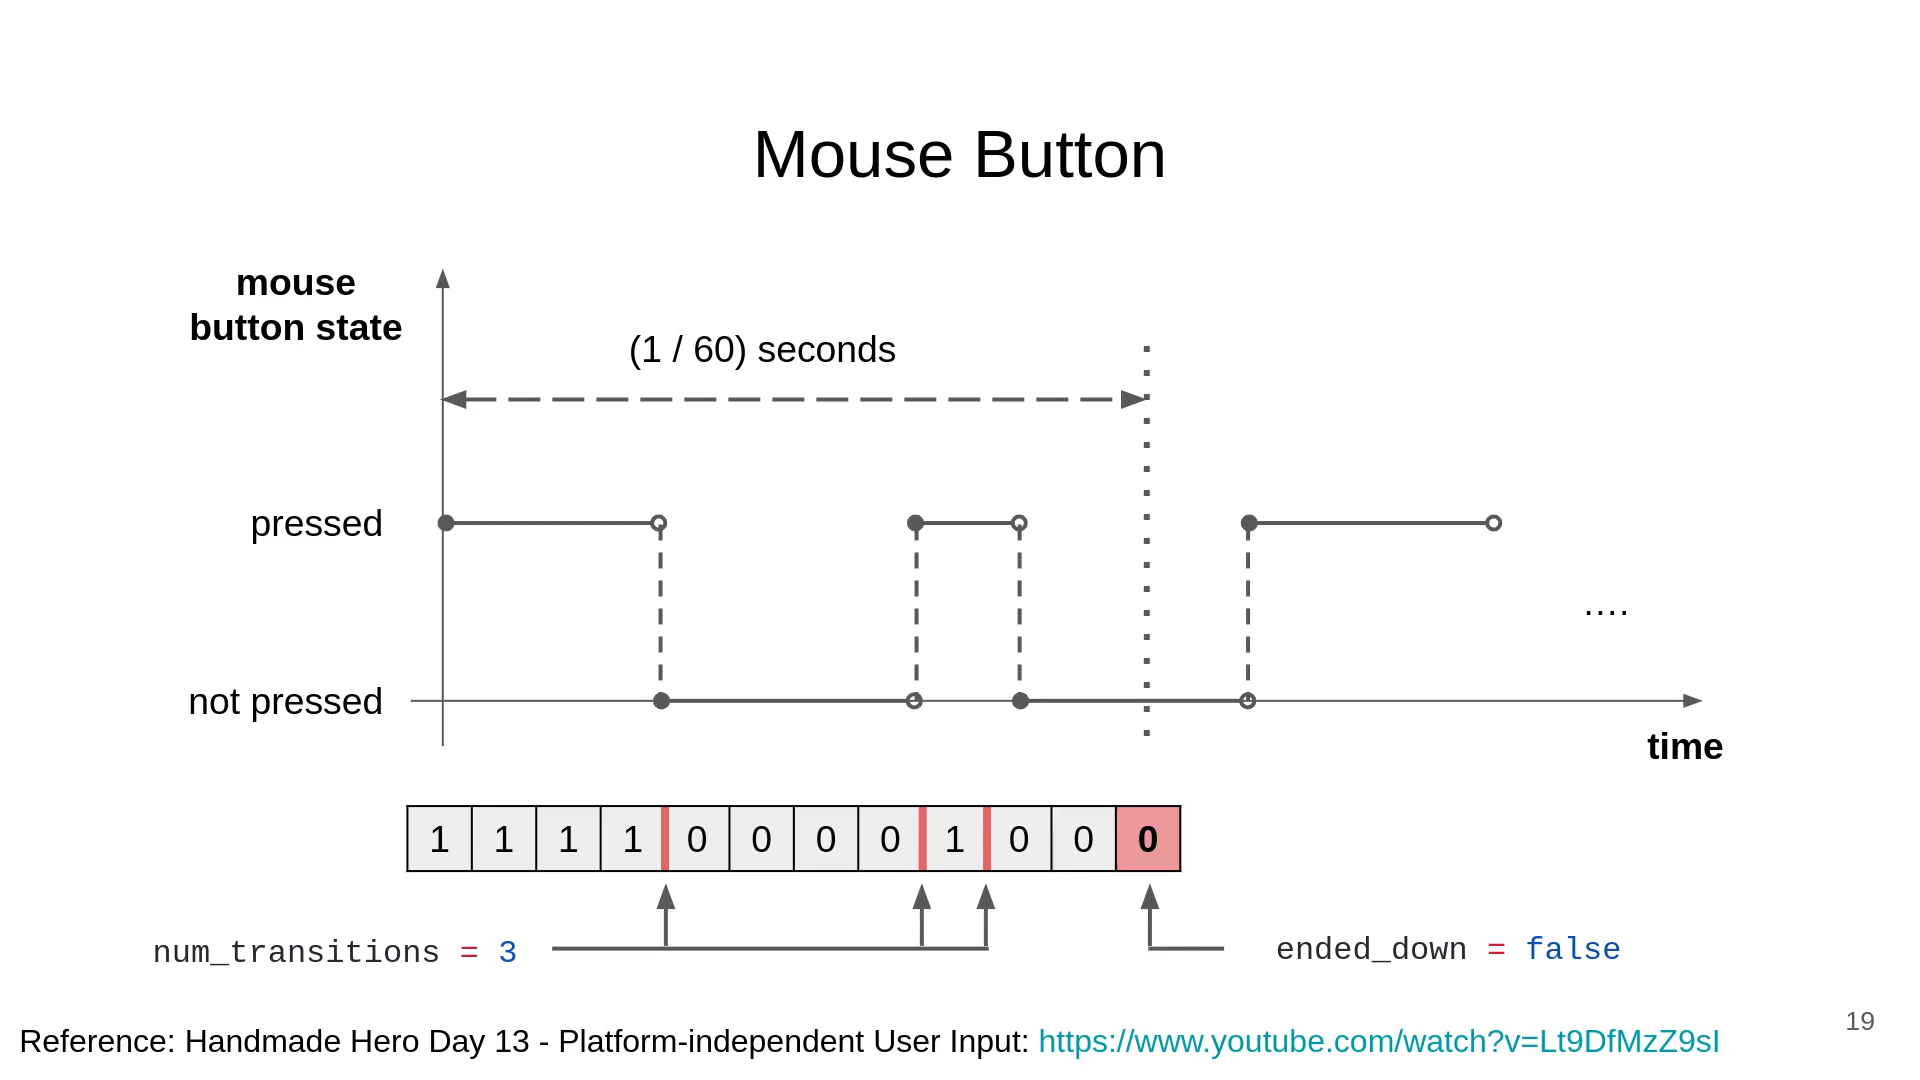 Mouse Button
mouse
button state
(1 / 60) seconds
pressed
....
not pressed
time
1 1 1 1 0 0 0 0 1 0 0 0
num_transitions = 3
ended_down = false
19
Reference: Handmade Hero Day 13 - Platform-independent User Input: https://www.youtube.com/watch?v=Lt9DfMzZ9sI